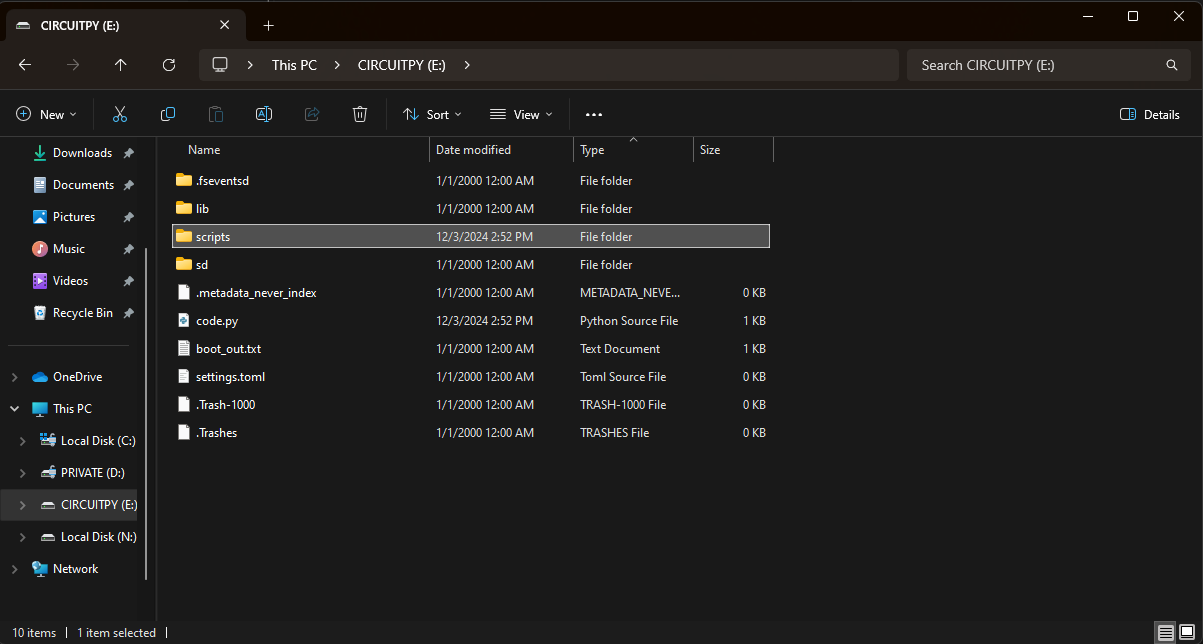 CIRCUITPY (E:)
This PC CIRCUITPY (E:) Search CIRCUITPY (E:)
New Sort View Details
Downloads
Documents
Pictures
Music
Videos
Recycle Bin
OneDrive
This PC
Local Disk (C:)
PRIVATE (D:)
CIRCUITPY (E:)
Local Disk (N:)
Network
Name Date modified Type Size
.fseventsd 1/1/2000 12:00 AM File folder
lib 1/1/2000 12:00 AM File folder
scripts 12/3/2024 2:52 PM File folder
sd 1/1/2000 12:00 AM File folder
.metadata_never_index 1/1/2000 12:00 AM METADATA_NEVE... 0 KB
code.py 12/3/2024 2:52 PM Python Source File 1 KB
boot_out.txt 1/1/2000 12:00 AM Text Document 1 KB
settings.toml 1/1/2000 12:00 AM Toml Source File 0 KB
.Trash-1000 1/1/2000 12:00 AM TRASH-1000 File 0 KB
.Trashes 1/1/2000 12:00 AM TRASHES File 0 KB
10 items 1 item selected